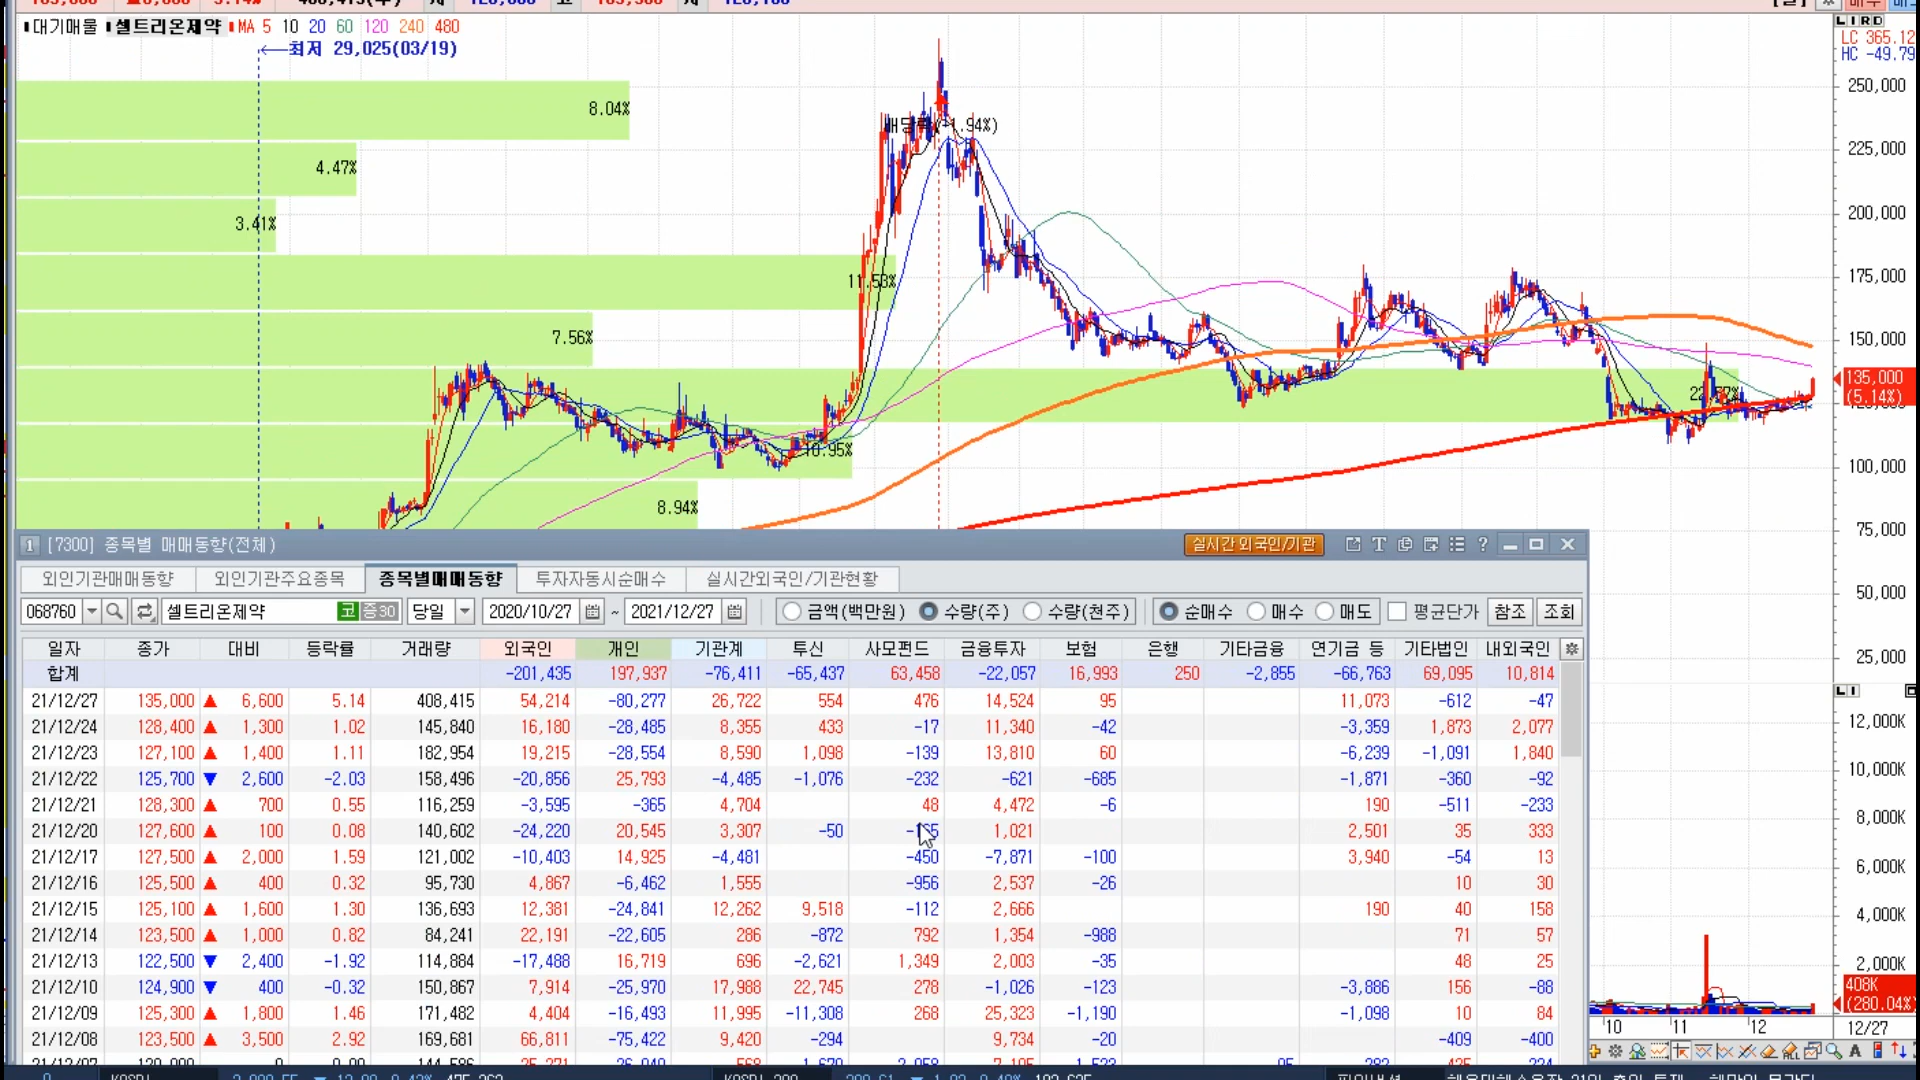 대기매물 셀트리온제약 MA 5 10 20 60 120 240 480
최저 29,025(03/19)
LC 365.12
HC -49.79
8.04%
4.47%
3.41%
11.53%
7.56%
10.95%
8.94%
250,000
225,000
200,000
175,000
150,000
135,000
(5.14%)
100,000
75,000
50,000
25,000
1 [7300] 종목별 매매동향(전체) 실시간 외국인/기관
외인기관매매동향 외인기관주요종목 종목별매매동향 투자자동시순매수 실시간외국인/기관현황
068760 셀트리온제약 코 증30 당일 2020/10/27 ~ 2021/12/27 금액(백만원) 수량(주) 수량(천주) 순매수 매수 매도 평균단가 참조 조회
일자 종가 대비 등락률 거래량 외국인 개인 기관계 투신 사모펀드 금융투자 보험 은행 기타금융 연기금 등 기타법인 내외국인
합계 -201,435 197,937 -76,411 -65,437 63,458 -22,057 16,993 250 -2,855 -66,763 69,095 10,814
21/12/27 135,000 ▲ 6,600 5.14 408,415 54,214 -80,277 26,722 554 476 14,524 95 11,073 -612 -47
21/12/24 128,400 ▲ 1,300 1.02 145,840 16,180 -28,485 8,355 433 -17 11,340 -42 -3,359 1,873 2,077
21/12/23 127,100 ▲ 1,400 1.11 182,954 19,215 -28,554 8,590 1,098 -139 13,810 60 -6,239 -1,091 1,840
21/12/22 125,700 ▼ 2,600 -2.03 158,496 -20,856 25,793 -4,485 -1,076 -232 -621 -685 -1,871 -360 -92
21/12/21 128,300 ▲ 700 0.55 116,259 -3,595 -365 4,704 48 4,472 -6 190 -511 -233
21/12/20 127,600 ▲ 100 0.08 140,602 -24,220 20,545 3,307 -50 1,021 2,501 35 333
21/12/17 127,500 ▲ 2,000 1.59 121,002 -10,403 14,925 -4,481 -450 -7,871 -100 3,940 -54 13
21/12/16 125,500 ▲ 400 0.32 95,730 4,867 -6,462 1,555 -956 2,537 -26 10 30
21/12/15 125,100 ▲ 1,600 1.30 136,693 12,381 -24,841 12,262 9,518 -112 2,666 190 40 158
21/12/14 123,500 ▲ 1,000 0.82 84,241 22,191 -22,605 286 -872 792 1,354 -988 71 57
21/12/13 122,500 ▼ 2,400 -1.92 114,884 -17,488 16,719 696 -2,621 1,349 2,003 -35 48 25
21/12/10 124,900 ▼ 400 -0.32 150,867 7,914 -25,970 17,988 22,745 278 -1,026 -123 -3,886 156 -88
21/12/09 125,300 ▲ 1,800 1.46 171,482 4,404 -16,493 11,995 -11,308 268 25,323 -1,190 -1,098 10 84
21/12/08 123,500 ▲ 3,500 2.92 169,681 66,811 -75,422 9,420 -294 9,734 -20 -409 -400
12,000K
10,000K
8,000K
6,000K
4,000K
2,000K
408K
(280.04%)
10 11 12 12/27